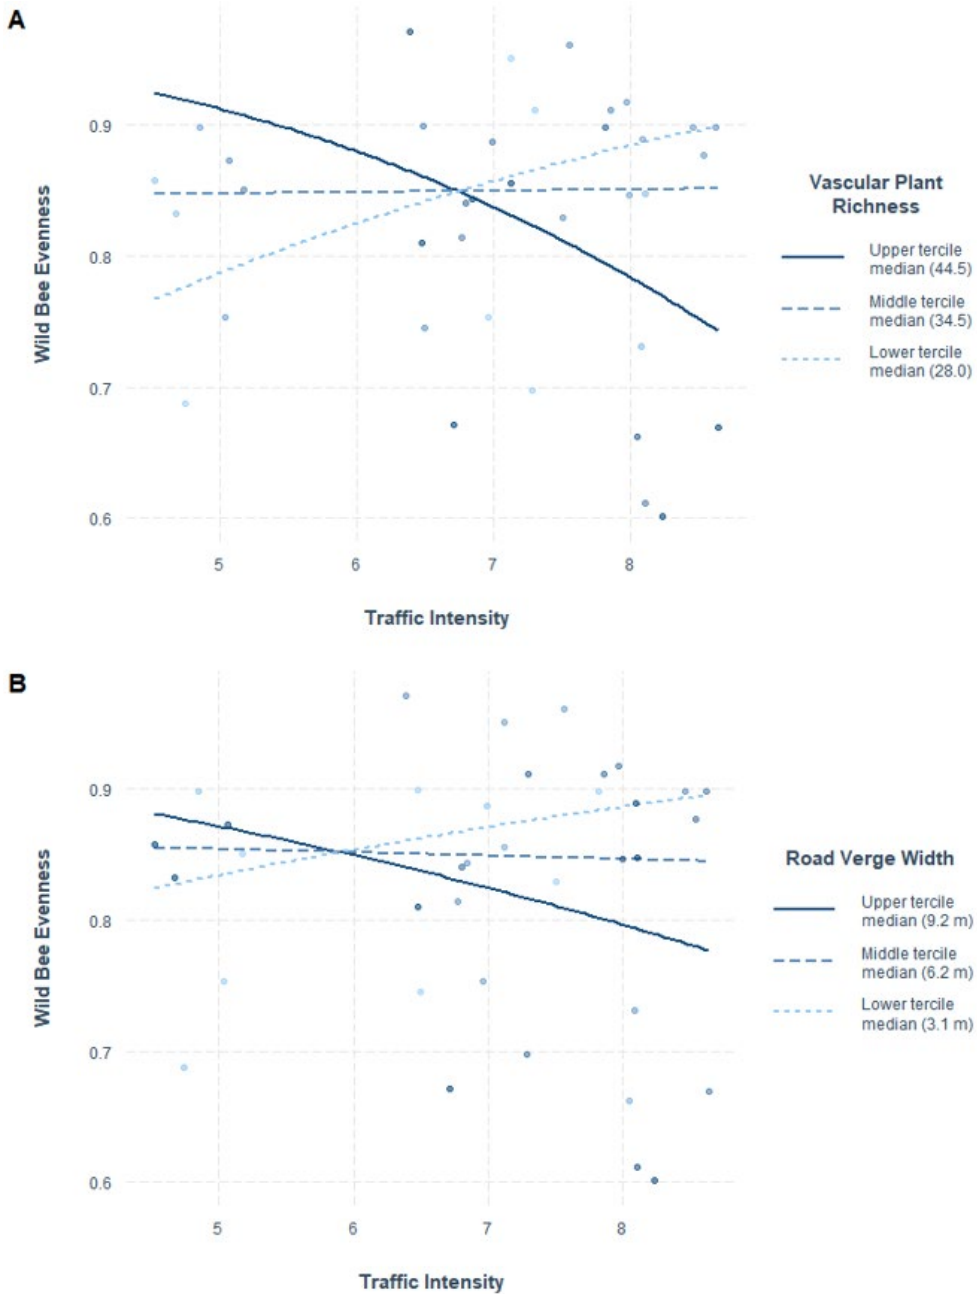 A
0.9
0.8
0.7
0.6
Wild Bee Evenness
5 6 7 8
Traffic Intensity
Vascular Plant
Richness
Upper tercile
median (44.5)
Middle tercile
median (34.5)
Lower tercile
median (28.0)
B
0.9
0.8
0.7
0.6
Wild Bee Evenness
5 6 7 8
Traffic Intensity
Road Verge Width
Upper tercile
median (9.2 m)
Middle tercile
median (6.2 m)
Lower tercile
median (3.1 m)